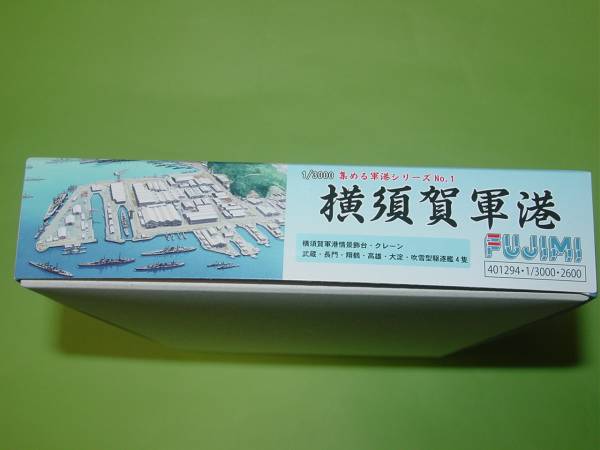 1/3000 集める軍港シリーズ No.1
横須賀軍港
横須賀軍港情景飾台・クレーン
武蔵・長門・翔鶴・高雄・大淀・吹雪型駆逐艦4隻
FUJIMI
401294・1/3000・2600